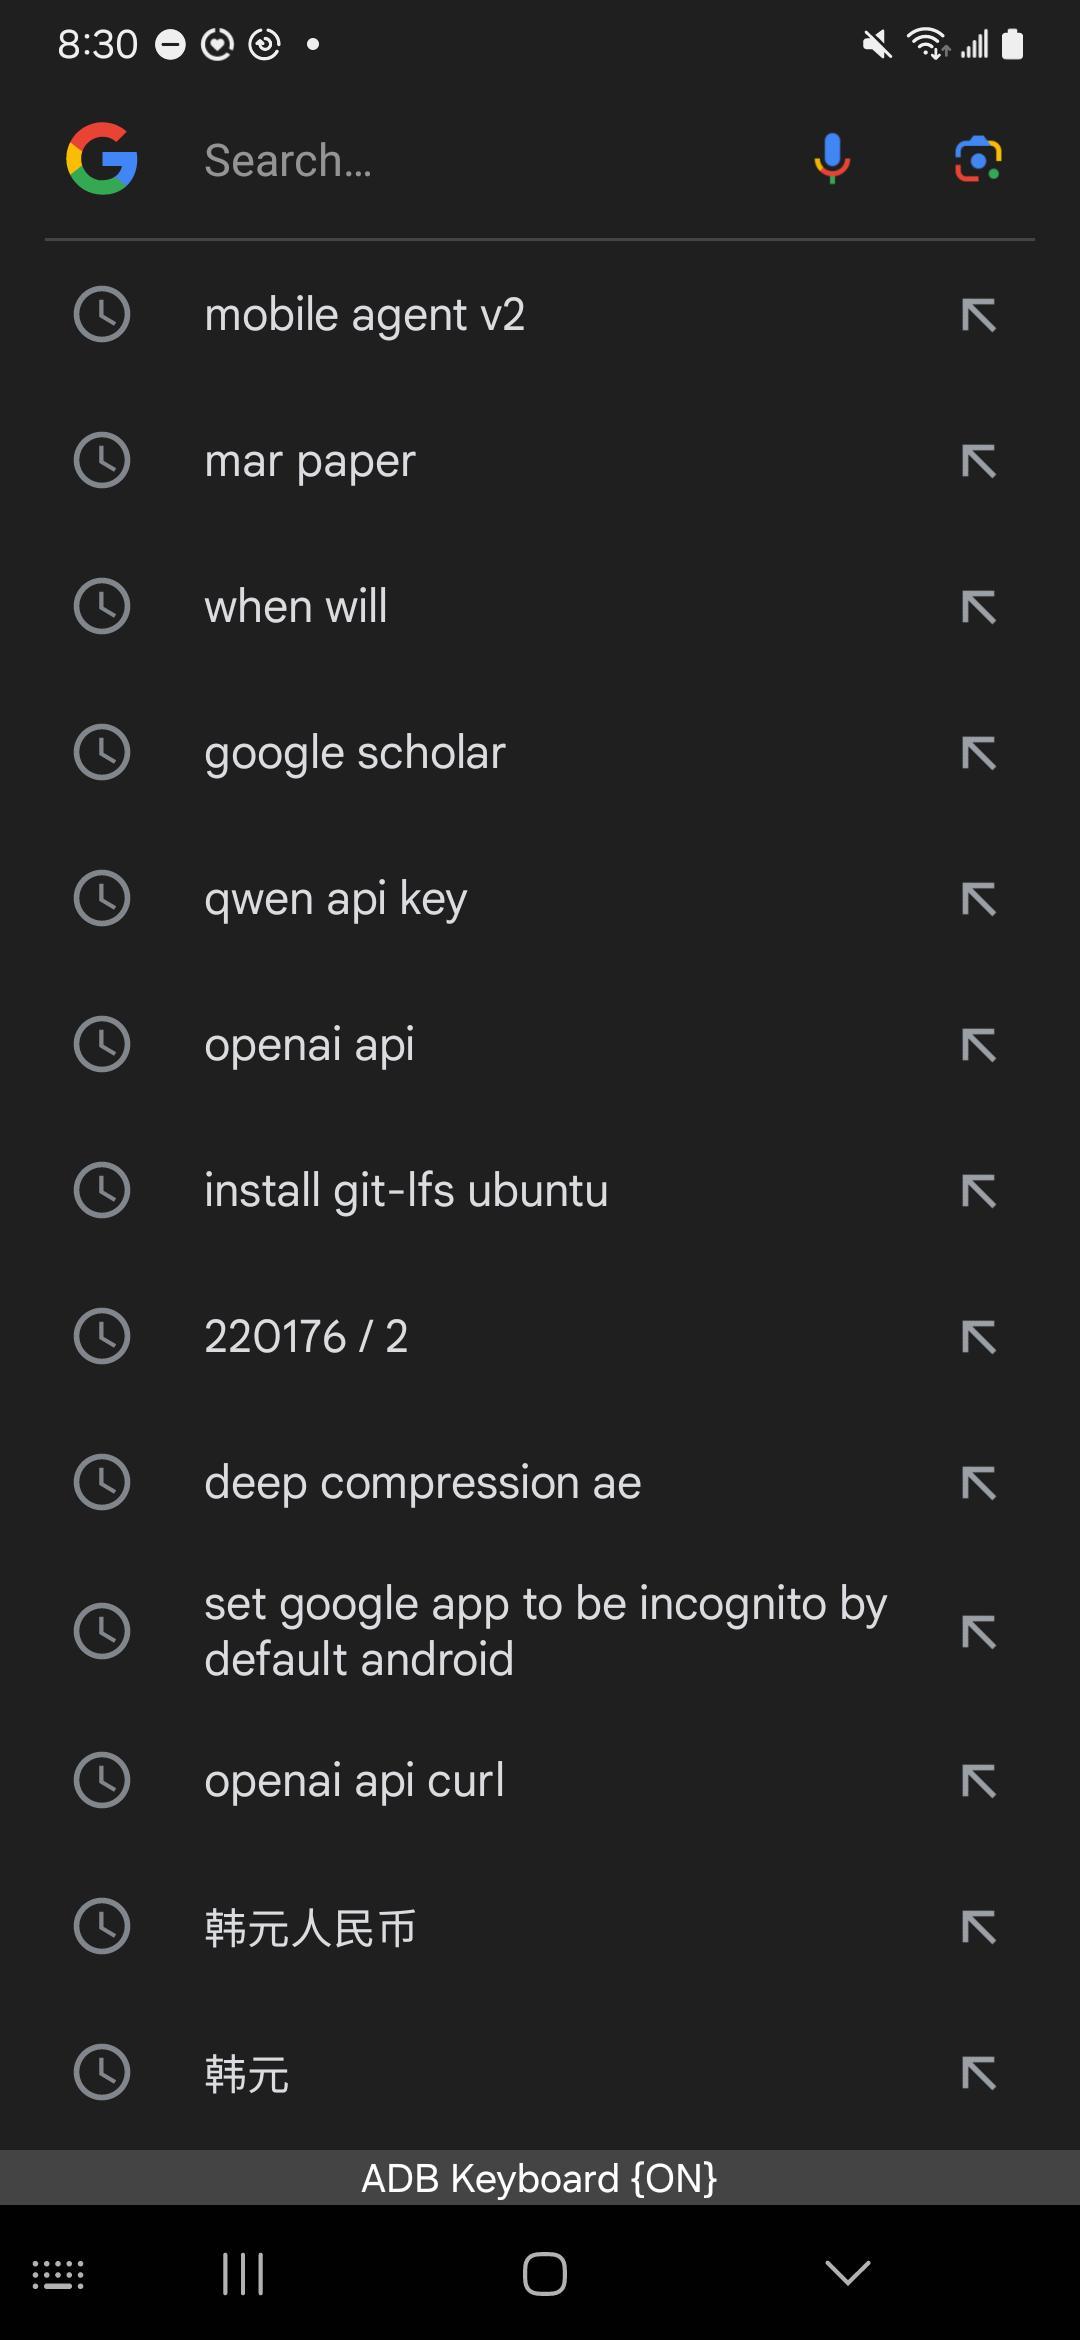 8:30
Search...
mobile agent v2
mar paper
when will
google scholar
qwen api key
openai api
install git-lfs ubuntu
220176 / 2
deep compression ae
set google app to be incognito by
default android
openai api curl
韩元人民币
韩元
ADB Keyboard {ON}